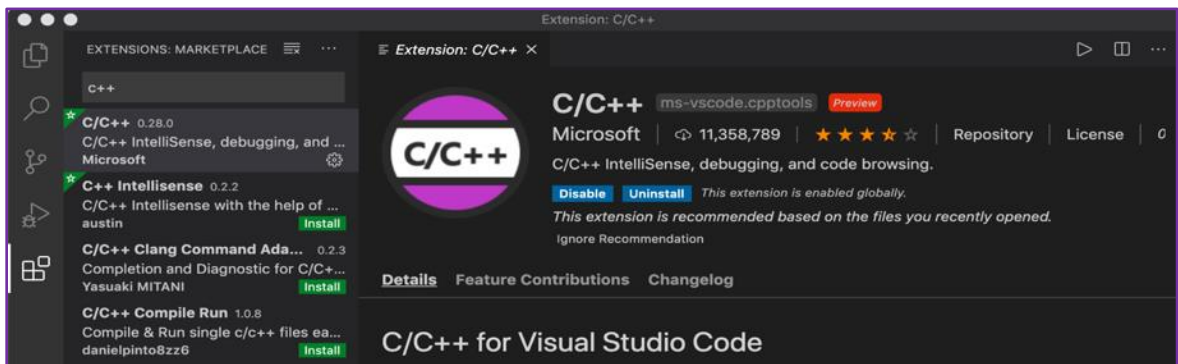 Extension: C/C++
EXTENSIONS: MARKETPLACE
C++
C/C++ 0.28.0
C/C++ IntelliSense, debugging, and ...
Microsoft
C++ Intellisense 0.2.2
C/C++ Intellisense with the help of ...
austin Install
C/C++ Clang Command Ada... 0.2.3
Completion and Diagnostic for C/C+...
Yasuaki MITANI Install
C/C++ Compile Run 1.0.8
Compile & Run single c/c++ files ea...
danielpinto8zz6 Install
Extension: C/C++
C/C++
C/C++ ms-vscode.cpptools Preview
Microsoft | 11,358,789 | Repository | License |
C/C++ IntelliSense, debugging, and code browsing.
Disable Uninstall This extension is enabled globally.
This extension is recommended based on the files you recently opened.
Ignore Recommendation
Details Feature Contributions Changelog
C/C++ for Visual Studio Code